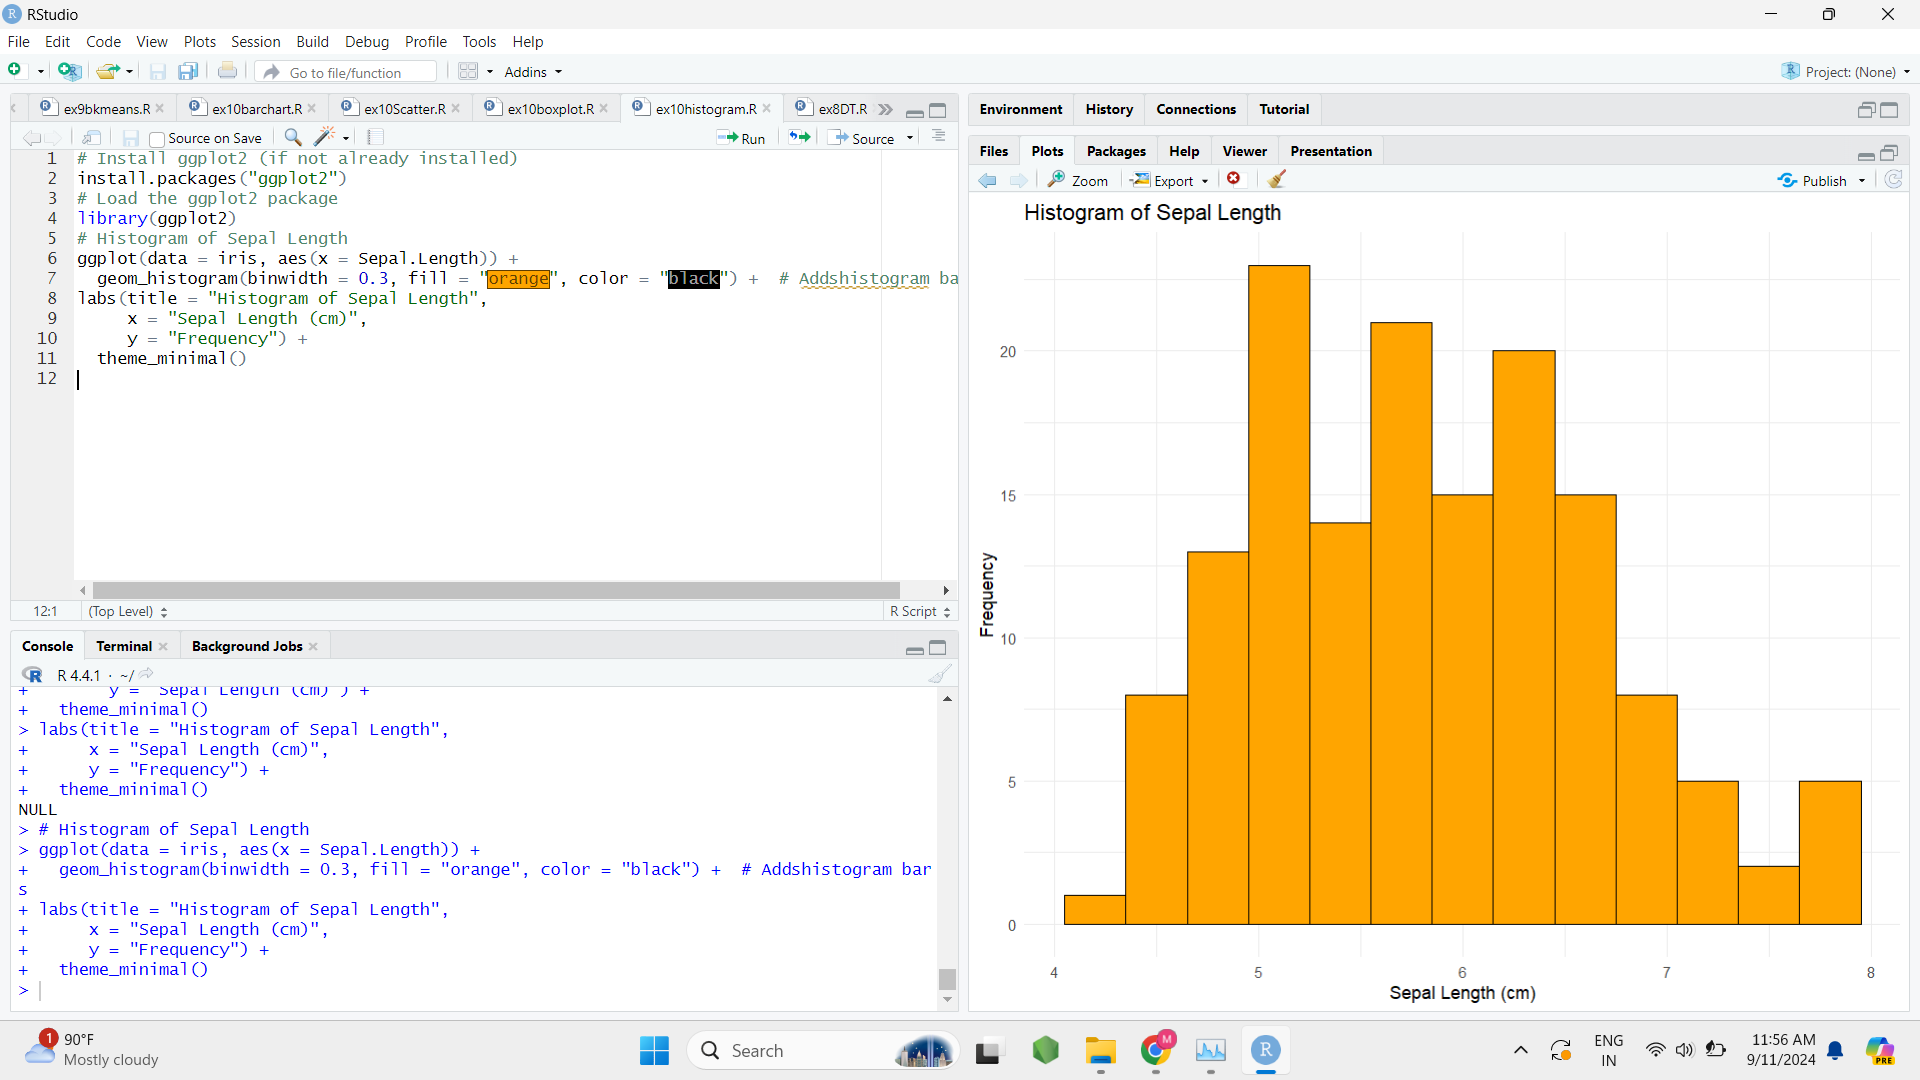 RStudio
File Edit Code View Plots Session Build Debug Profile Tools Help
Go to file/function Addins Project: (None)
ex9bkmeans.R ex10barchart.R ex10Scatter.R ex10boxplot.R ex10histogram.R ex8DT.R
Source on Save Run Source
1 # Install ggplot2 (if not already installed)
2 install.packages("ggplot2")
3 # Load the ggplot2 package
4 library(ggplot2)
5 # Histogram of Sepal Length
6 ggplot(data = iris, aes(x = Sepal.Length)) +
7 geom_histogram(binwidth = 0.3, fill = "orange", color = "black") + # Addshistogram ba
8 labs(title = "Histogram of Sepal Length",
9 x = "Sepal Length (cm)",
10 y = "Frequency") +
11 theme_minimal()
12
12:1 (Top Level) R Script
Console Terminal Background Jobs
R 4.4.1 · ~/
+ y = "Sepal Length (cm)") +
+ theme_minimal()
> labs(title = "Histogram of Sepal Length",
+ x = "Sepal Length (cm)",
+ y = "Frequency") +
+ theme_minimal()
NULL
> # Histogram of Sepal Length
> ggplot(data = iris, aes(x = Sepal.Length)) +
+ geom_histogram(binwidth = 0.3, fill = "orange", color = "black") + # Addshistogram bar
s
+ labs(title = "Histogram of Sepal Length",
+ x = "Sepal Length (cm)",
+ y = "Frequency") +
+ theme_minimal()
>
Environment History Connections Tutorial
Files Plots Packages Help Viewer Presentation
Zoom Export Publish
Histogram of Sepal Length
20
15
10
5
0
Frequency
4 5 6 7 8
Sepal Length (cm)
1
90°F
Mostly cloudy
Search
M
R
PRE
ENG
IN
11:56 AM
9/11/2024